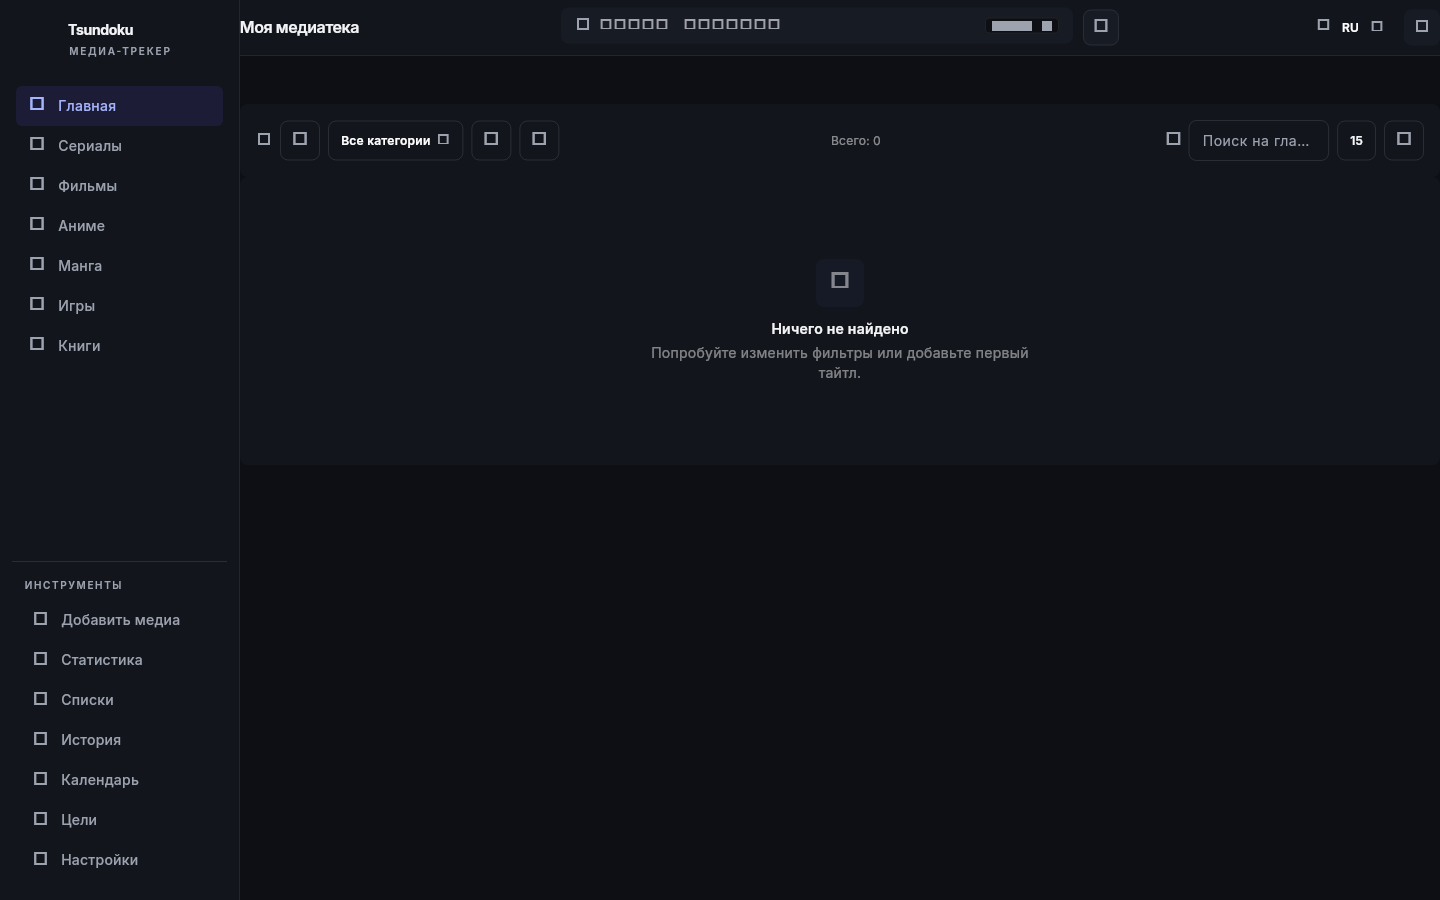 Tsundoku
МЕДИА-ТРЕКЕР
Главная
Сериалы
Фильмы
Аниме
Манга
Игры
Книги
ИНСТРУМЕНТЫ
Добавить медиа
Статистика
Списки
История
Календарь
Цели
Настройки
Моя медиатека
RU
Все категории
Всего: 0
Поиск на гла...
15
Ничего не найдено
Попробуйте изменить фильтры или добавьте первый
тайтл.